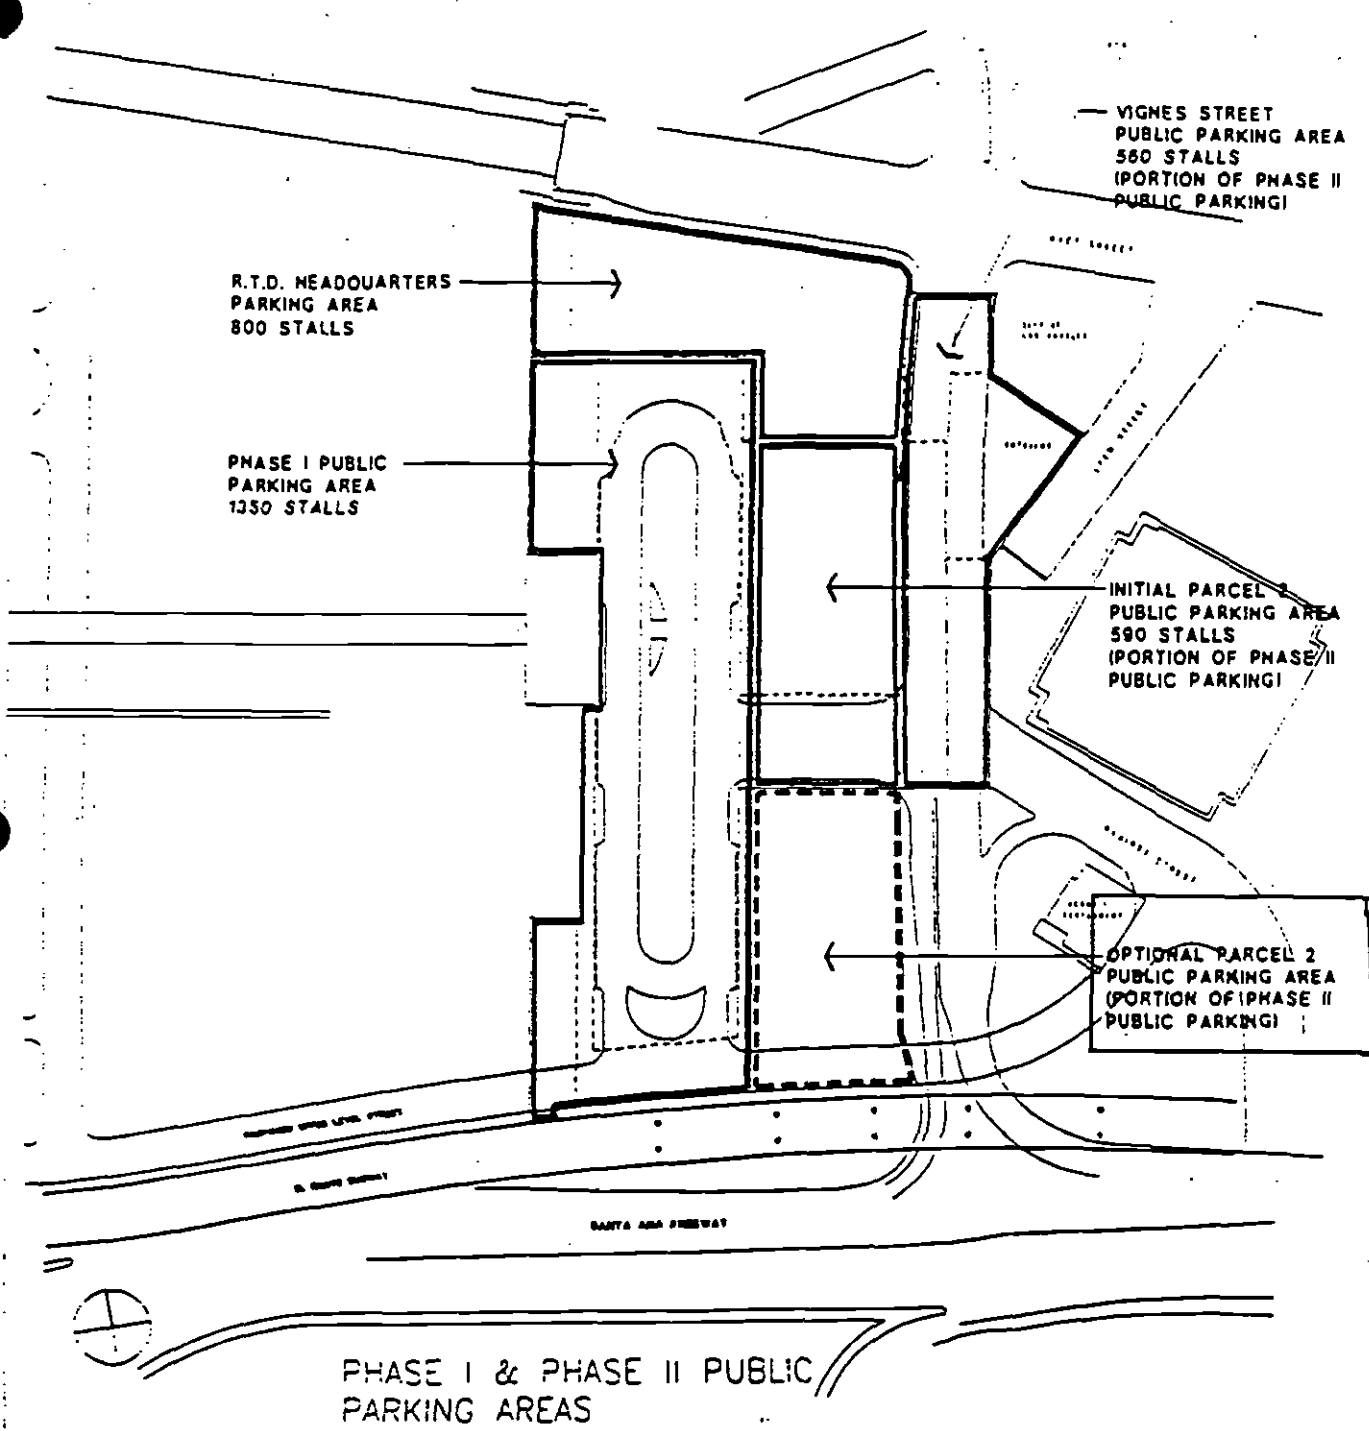 VIGNES STREET
PUBLIC PARKING AREA
560 STALLS
(PORTION OF PHASE II
PUBLIC PARKING)
R.T.D. HEADQUARTERS
PARKING AREA
800 STALLS
PHASE I PUBLIC
PARKING AREA
1350 STALLS
INITIAL PARCEL 2
PUBLIC PARKING AREA
590 STALLS
(PORTION OF PHASE II
PUBLIC PARKING)
OPTIONAL PARCEL 2
PUBLIC PARKING AREA
(PORTION OF PHASE II
PUBLIC PARKING)
SANTA ANA FREEWAY
PHASE I & PHASE II PUBLIC
PARKING AREAS